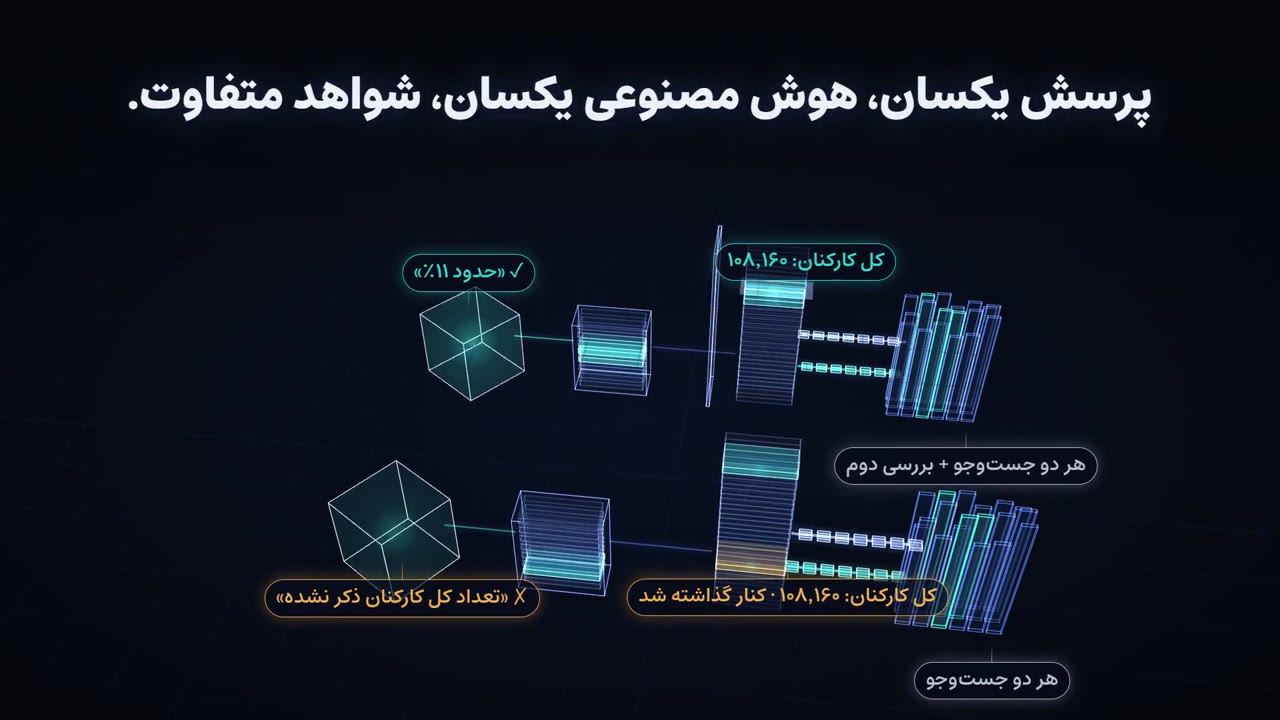 پرسش یکسان، هوش مصنوعی یکسان، شواهد متفاوت.
کل کارکنان: ۱۰۸,۱۶۰
✓ «حدود ۱۱٪»
هر دو جست‌وجو + بررسی دوم
کل کارکنان: ۱۰۸,۱۶۰ · کنار گذاشته شد
X «تعداد کل کارکنان ذکر نشده»
هر دو جست‌وجو